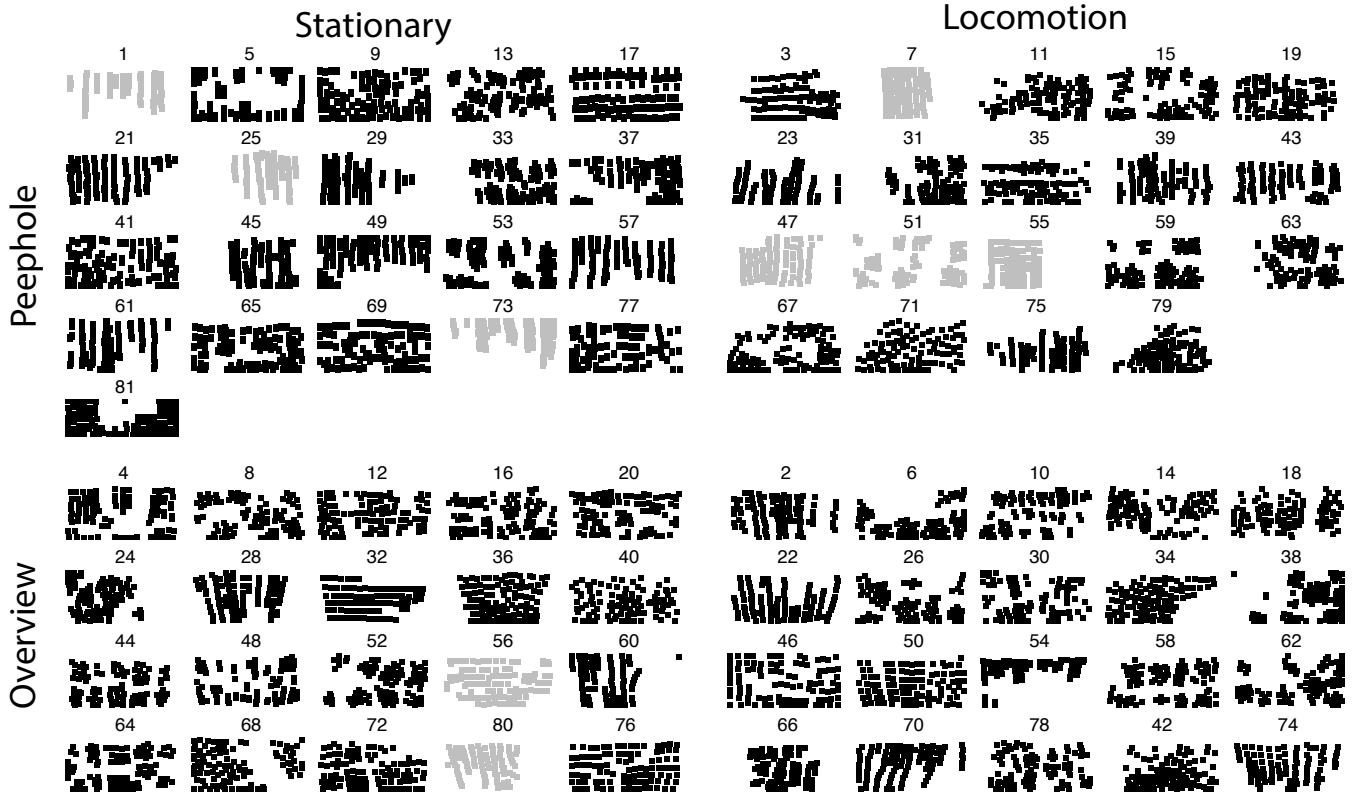 Stationary Locomotion
1 5 9 13 17 3 7 11 15 19
21 25 29 33 37 23 31 35 39 43
41 45 49 53 57 47 51 55 59 63
61 65 69 73 77 67 71 75 79
81
Peephole
4 8 12 16 20 2 6 10 14 18
24 28 32 36 40 22 26 30 34 38
44 48 52 56 60 46 50 54 58 62
64 68 72 80 76 66 70 78 42 74
Overview